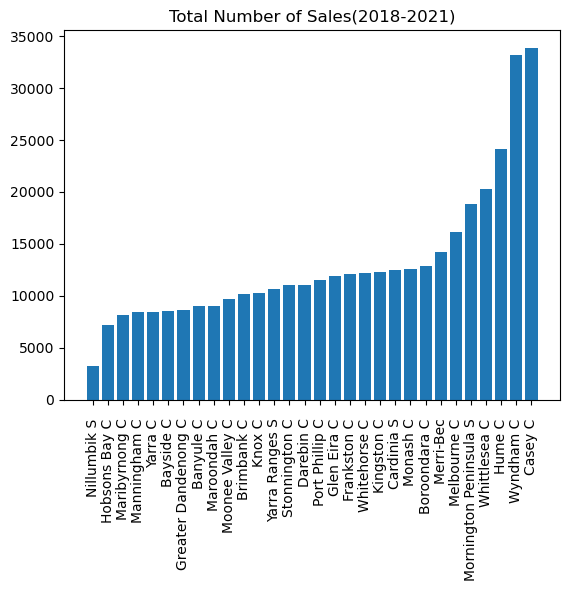 Total Number of Sales(2018-2021)
35000
30000
25000
20000
15000
10000
5000
0
Nillumbik S
Hobsons Bay C
Maribyrnong C
Manningham C
Yarra C
Bayside C
Greater Dandenong C
Banyule C
Maroondah C
Moonee Valley C
Brimbank C
Knox C
Yarra Ranges S
Stonnington C
Darebin C
Port Phillip C
Glen Eira C
Frankston C
Whitehorse C
Kingston C
Cardinia S
Monash C
Boroondara C
Merri-Bec
Melbourne C
Mornington Peninsula S
Whittlesea C
Hume C
Wyndham C
Casey C